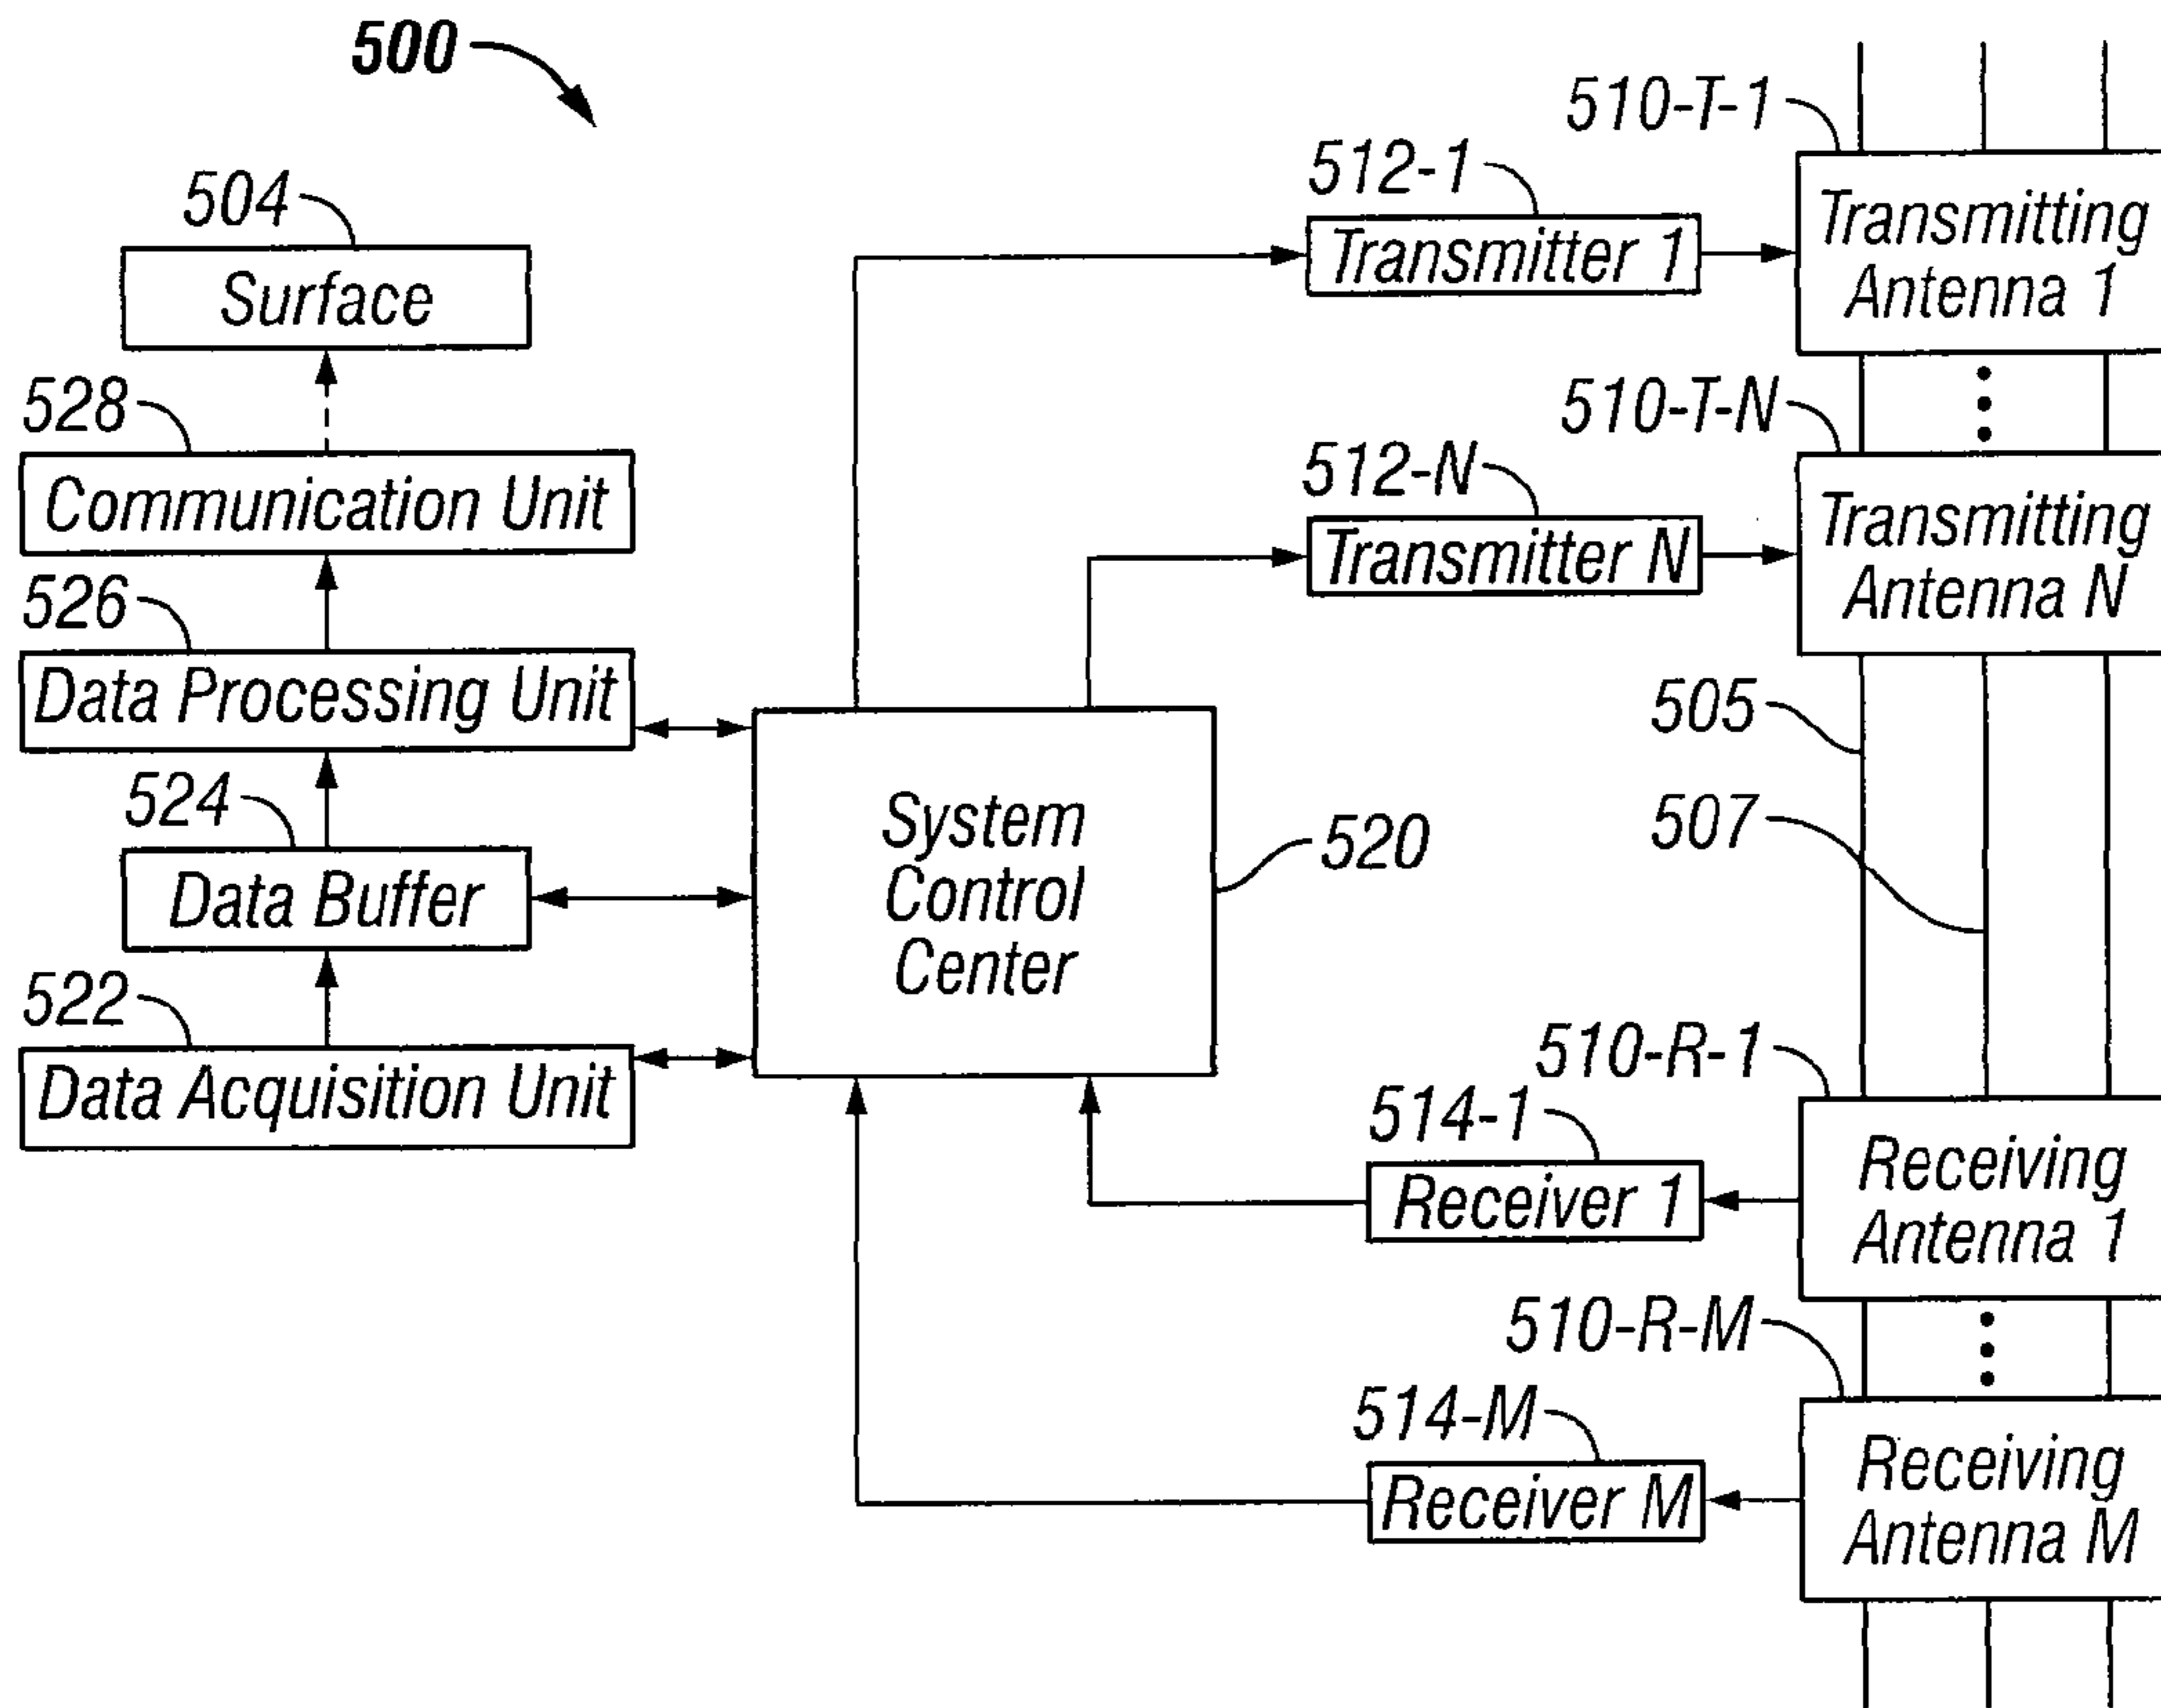 500
510-T-1
512-1
Transmitter 1
Transmitting
Antenna 1
504
Surface
528
Communication Unit
510-T-N
512-N
Transmitter N
Transmitting
Antenna N
526
Data Processing Unit
505
507
524
Data Buffer
System
Control
Center
520
522
Data Acquisition Unit
510-R-1
514-1
Receiver 1
Receiving
Antenna 1
510-R-M
514-M
Receiver M
Receiving
Antenna M